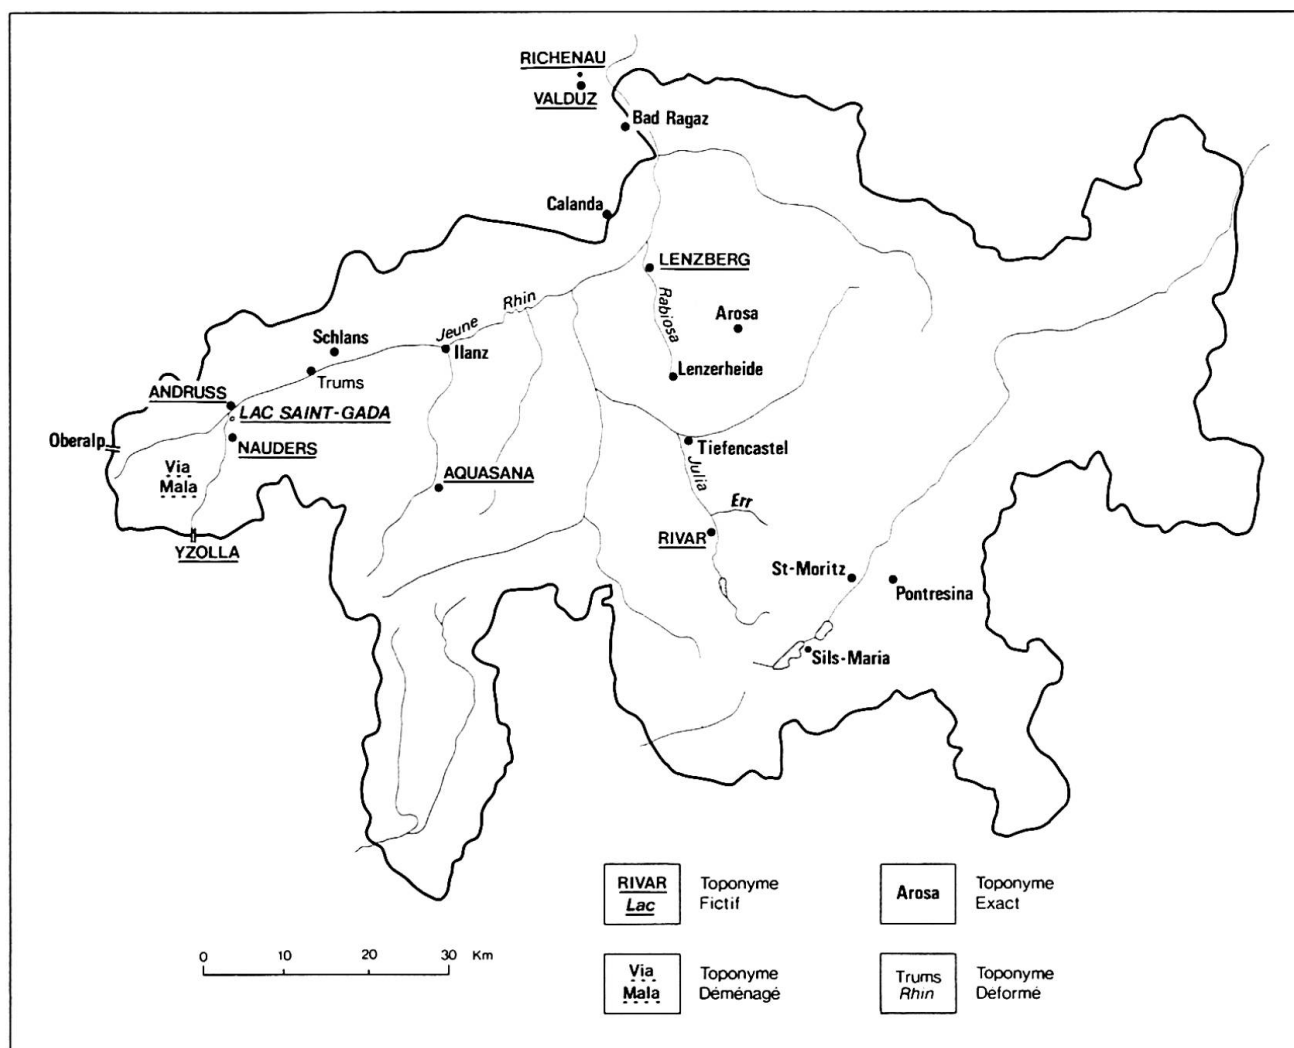 RICHENAU
VALDUZ
Bad Ragaz
Calanda
LENZBERG
Rabiosa
Arosa
Jeune Rhin
Schlans
Ilanz
Trums
Lenzerheide
ANDRUSS
LAC SAINT-GADA
Oberalp
NAUDERS
Tiefencastel
Via
Mala
AQUASANA
Julia
Err
RIVAR
YZOLLA
St-Moritz
Pontresina
Sils-Maria
RIVAR
Lac
Toponyme
Fictif
Arosa
Toponyme
Exact
0 10 20 30 Km
Via
Mala
Toponyme
Déménagé
Trums
Rhin
Toponyme
Déformé